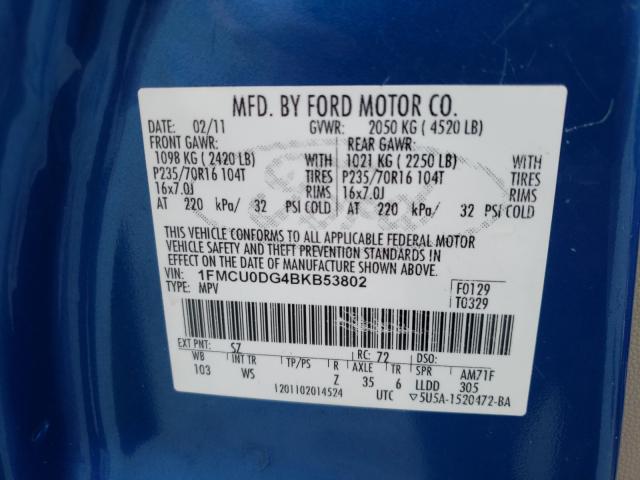 MFD. BY FORD MOTOR CO.
DATE: 02/11 GVWR: 2050 KG ( 4520 LB)
FRONT GAWR: REAR GAWR:
1098 KG ( 2420 LB) WITH 1021 KG ( 2250 LB) WITH
P235/70R16 104T TIRES P235/70R16 104T TIRES
16x7.0J RIMS 16x7.0J RIMS
AT 220 kPa/ 32 PSI COLD AT 220 kPa/ 32 PSI COLD
THIS VEHICLE CONFORMS TO ALL APPLICABLE FEDERAL MOTOR
VEHICLE SAFETY AND THEFT PREVENTION STANDARDS IN
EFFECT ON THE DATE OF MANUFACTURE SHOWN ABOVE.
VIN: 1FMCU0DG4BKB53802 F0129
TYPE: MPV T0329
EXT PNT: SZ RC: 72 DSO:
WB INT TR TP/PS R AXLE TR SPR AM71F
103 WS Z 35 6 LLDD 305
1201102014524 UTC ▽5U5A-1520472-BA